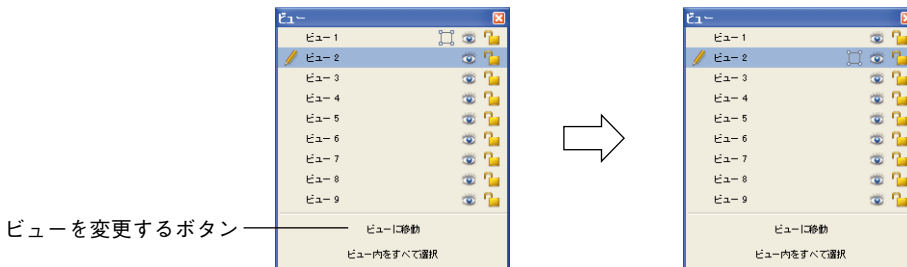 ビュー
ビュー 1
ビュー 2
ビュー 3
ビュー 4
ビュー 5
ビュー 6
ビュー 7
ビュー 8
ビュー 9
ビューに移動
ビュー内をすべて選択
ビューを変更するボタン
ビュー
ビュー 1
ビュー 2
ビュー 3
ビュー 4
ビュー 5
ビュー 6
ビュー 7
ビュー 8
ビュー 9
ビューに移動
ビュー内をすべて選択